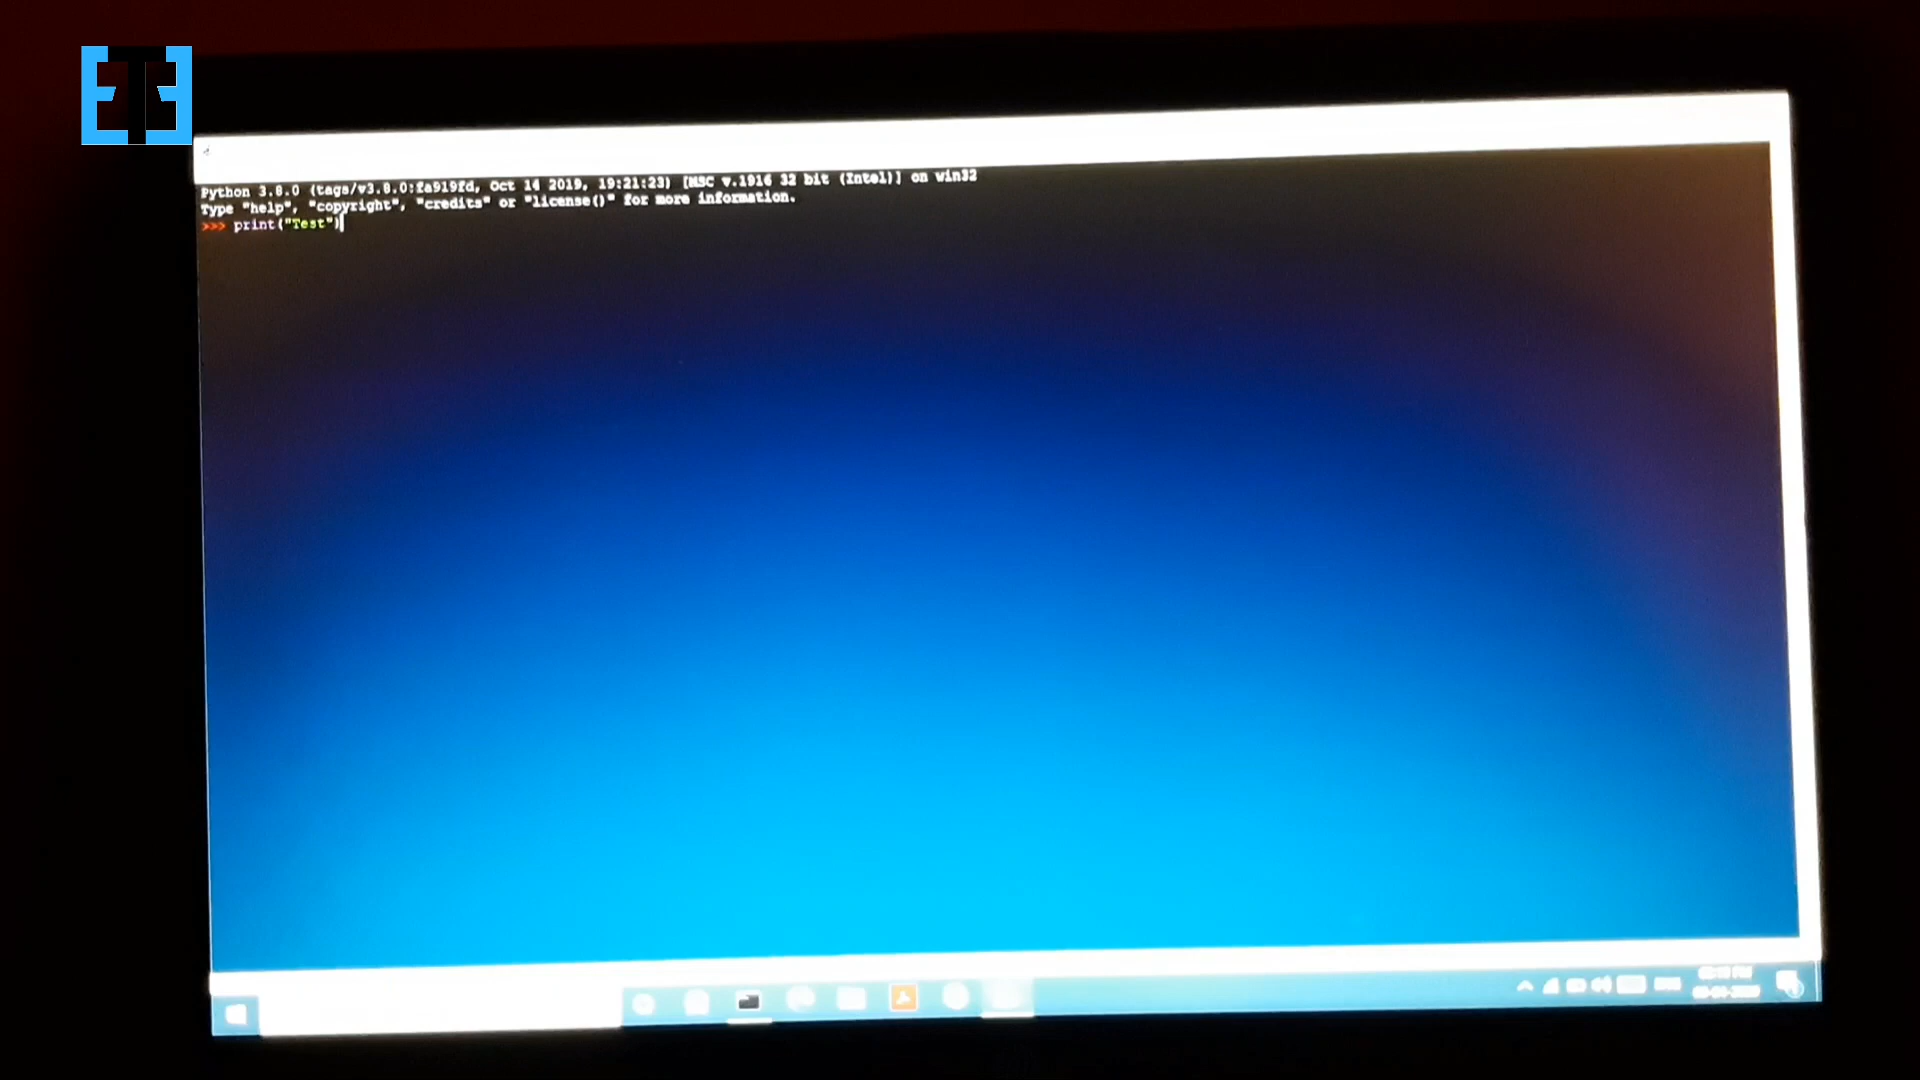 Python 3.8.0 (tags/v3.8.0:fa919fd, Oct 14 2019, 19:21:23) [MSC v.1916 32 bit (Intel)] on win32
Type "help", "copyright", "credits" or "license()" for more information.
>>> print("Test")